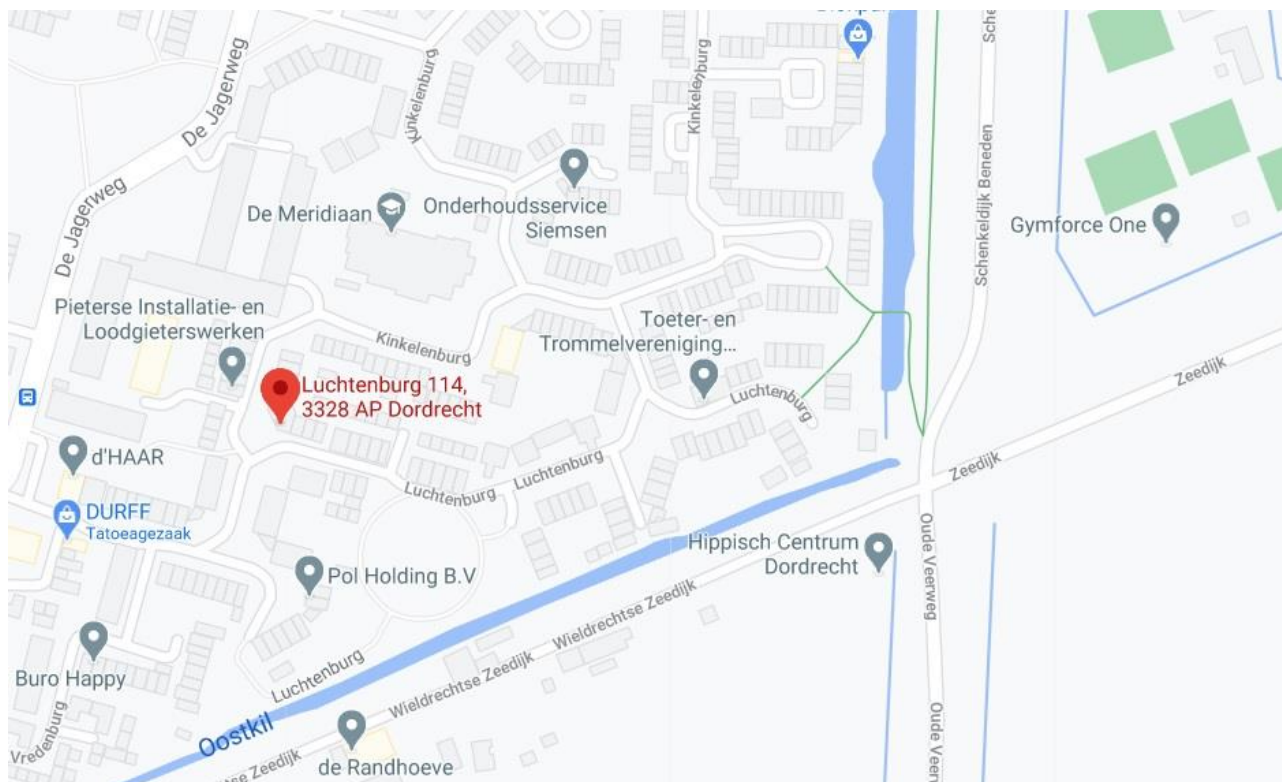 De Jagerweg
De Jagerweg
Kinkelenburg
Kinkelenburg
Schenkeldijk Beneden
De Meridiaan
Onderhoudsservice
Siemsen
Gymforce One
Pieterse Installatie- en
Loodgieterswerken
Kinkelenburg
Toeter- en
Trommelvereniging...
Luchtenburg 114,
3328 AP Dordrecht
Luchtenburg
Zeedijk
d'HAAR
Luchtenburg
Luchtenburg
Zeedijk
DURFF
Tatoeagezaak
Hippisch Centrum
Dordrecht
Oude Veerweg
Pol Holding B.V
Wieldrechtse Zeedijk
Buro Happy
Luchtenburg
Wieldrechtse Zeedijk
Oostkil
Vredenburg
de Randhoeve
Zeedijk
Oude